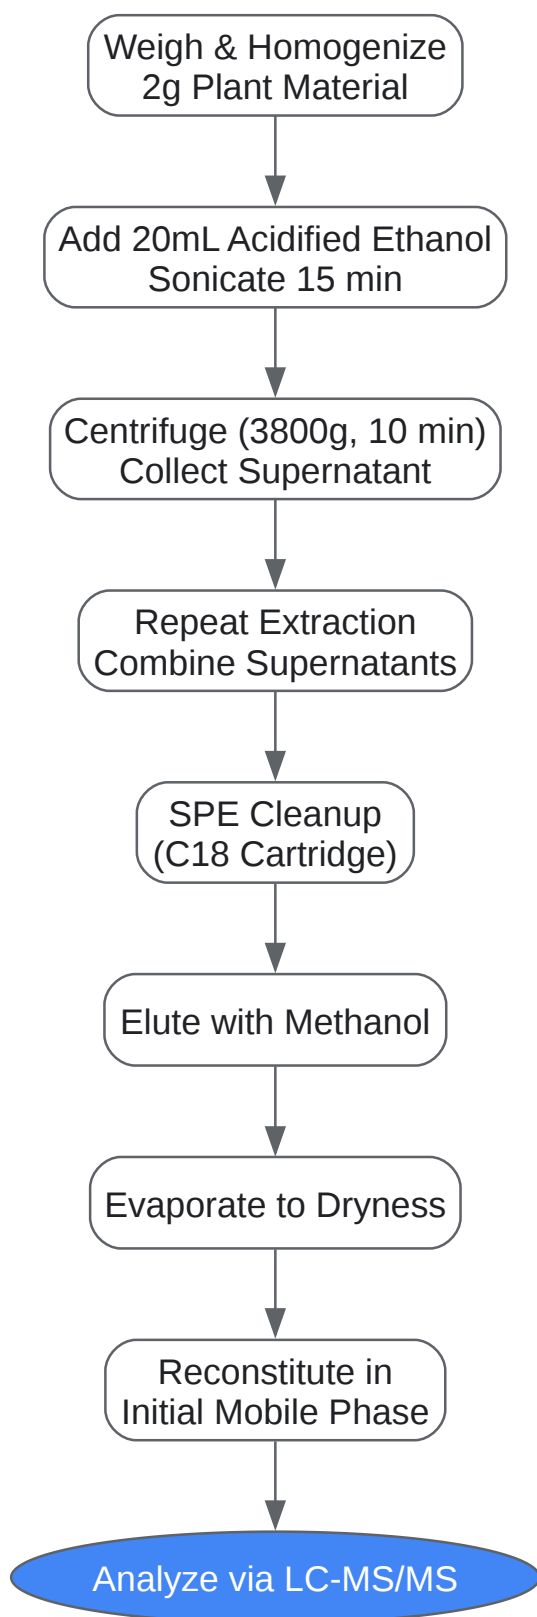 Weigh & Homogenize
2g Plant Material
Add 20mL Acidified Ethanol
Sonicate 15 min
Centrifuge (3800g, 10 min)
Collect Supernatant
Repeat Extraction
Combine Supernatants
SPE Cleanup
(C18 Cartridge)
Elute with Methanol
Evaporate to Dryness
Reconstitute in
Initial Mobile Phase
Analyze via LC-MS/MS